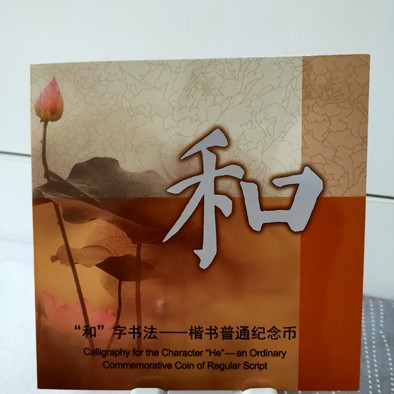 和
“和”字书法——楷书普通纪念币
Calligraphy for the Character "He"—an Ordinary
Commemorative Coin of Regular Script